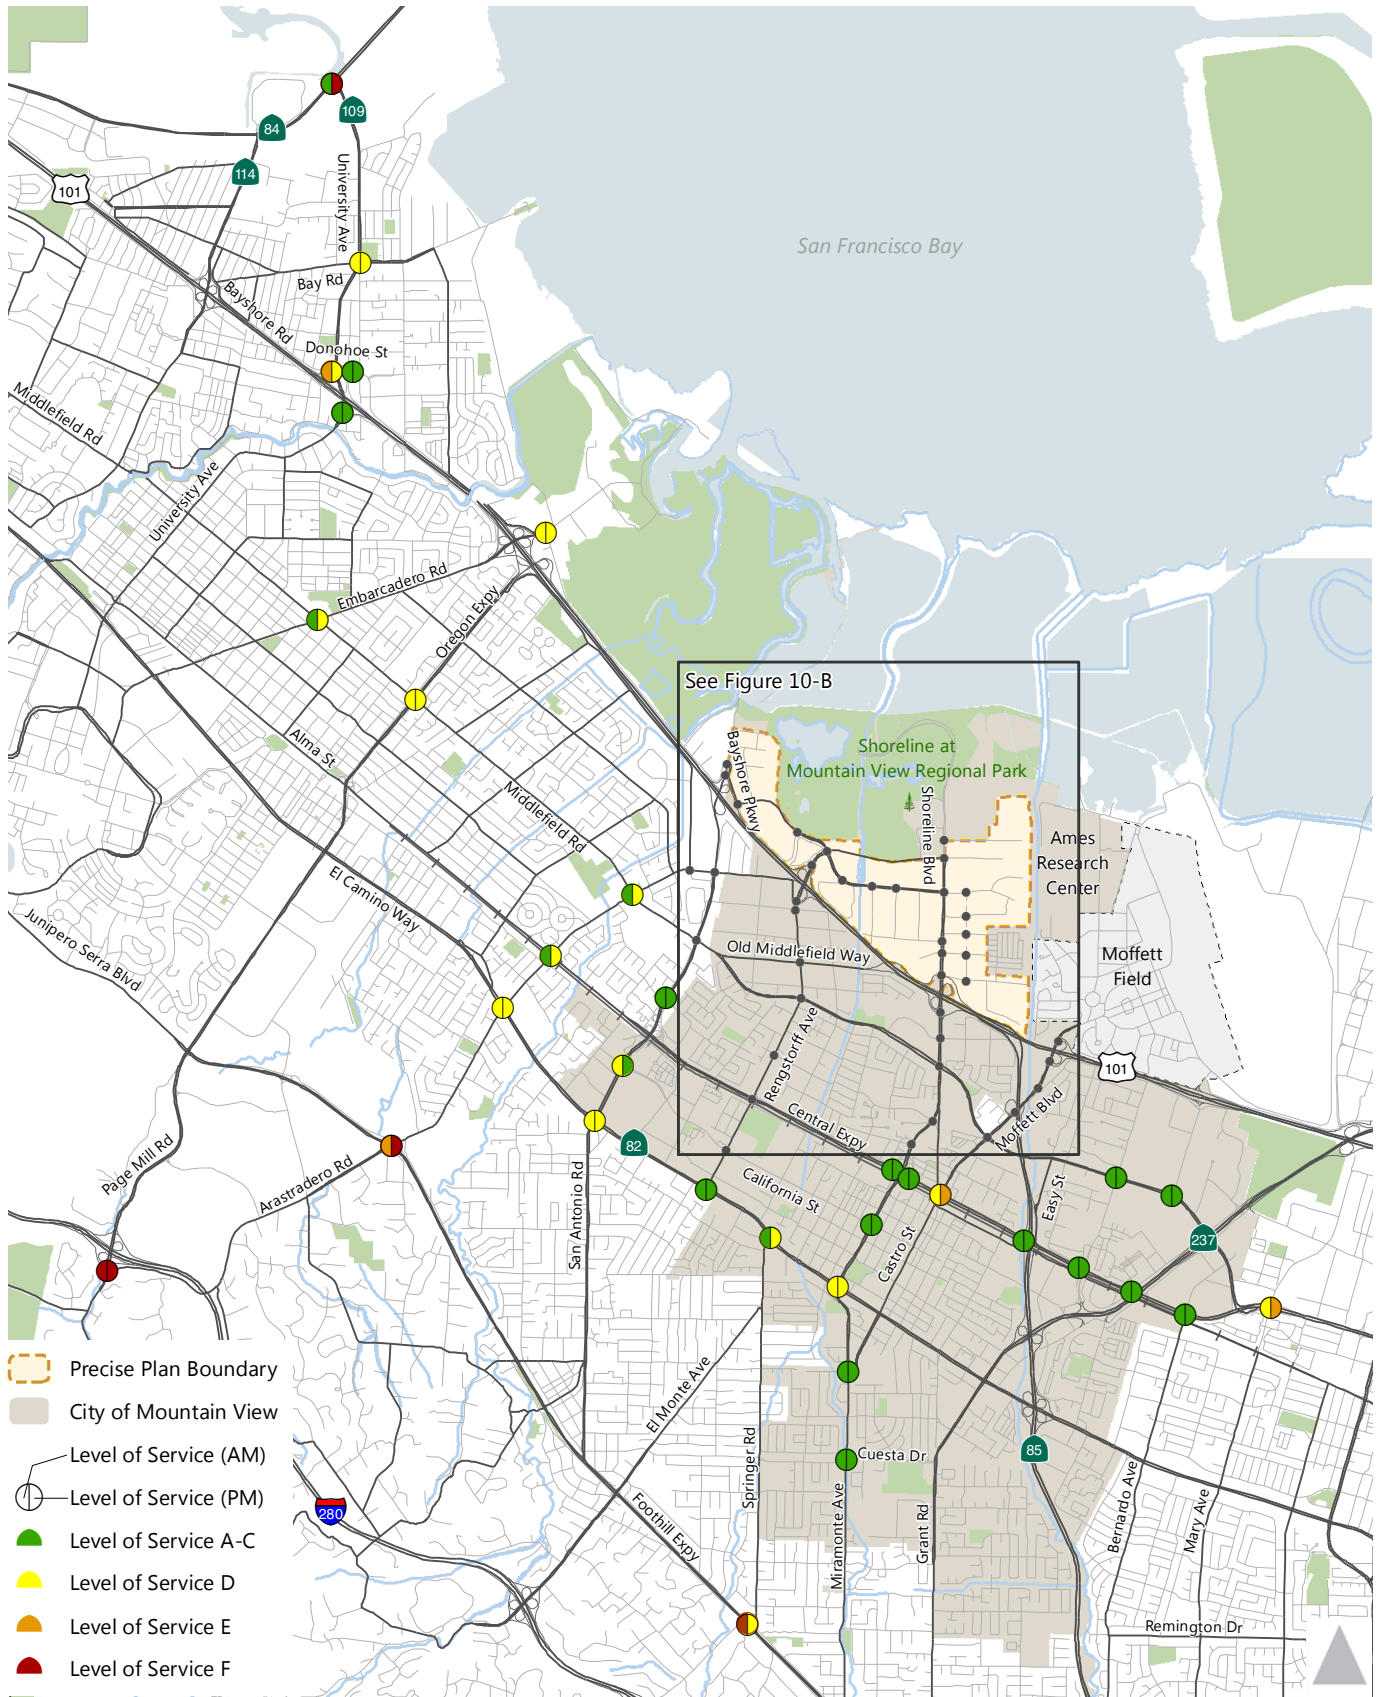 109
84
114
101
University Ave
San Francisco Bay
Bay Rd
Bayshore Rd
Donohoe St
Middlefield Rd
University Ave
Embarcadero Rd
Oregon Expy
See Figure 10-B
Alma St
Bayshore Pkwy
Shoreline at
Mountain View Regional Park
Shoreline Blvd
Middlefield Rd
Ames
Research
Center
El Camino Way
Junipero Serra Blvd
Old Middlefield Way
Moffett
Field
Rengstorff Ave
101
Central Expy
Moffett Blvd
82
Page Mill Rd
Arastradero Rd
San Antonio Rd
California St
Easy St
Castro St
237
El Monte Ave
Springer Rd
Cuesta Dr
85
Miramonte Ave
Grant Rd
Bernardo Ave
Mary Ave
Foothill Expy
280
Remington Dr
Precise Plan Boundary
City of Mountain View
Level of Service (AM)
Level of Service (PM)
Level of Service A-C
Level of Service D
Level of Service E
Level of Service F